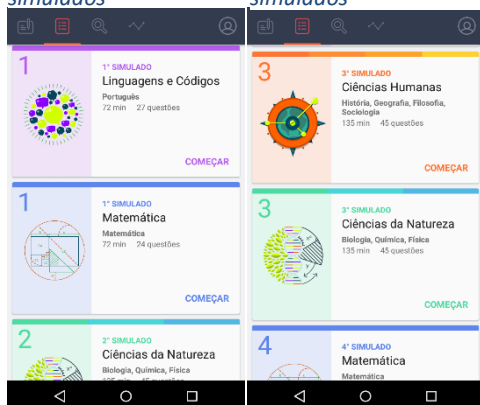 simulados
1
1° SIMULADO
Linguagens e Códigos
Português
72 min 27 questões
COMEÇAR
1
1° SIMULADO
Matemática
Matemática
72 min 24 questões
COMEÇAR
2
2° SIMULADO
Ciências da Natureza
Biologia, Química, Física
simulados
3
3° SIMULADO
Ciências Humanas
História, Geografia, Filosofia,
Sociologia
135 min 45 questões
COMEÇAR
3
3° SIMULADO
Ciências da Natureza
Biologia, Química, Física
135 min 45 questões
COMEÇAR
4
4° SIMULADO
Matemática
Matemática